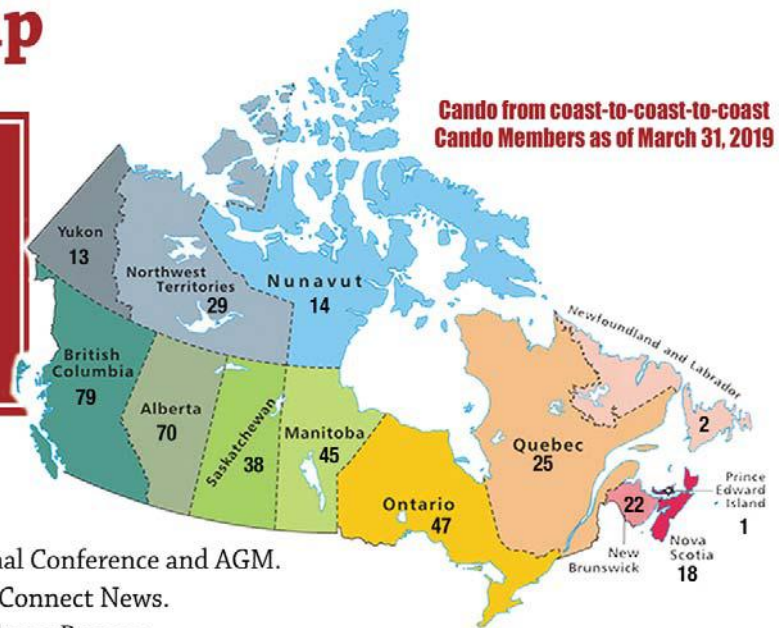 Cando from coast-to-coast-to-coast
Cando Members as of March 31, 2019
Yukon
13
Northwest
Territories
29
Nunavut
14
British
Columbia
79
Alberta
70
Saskatchewan
38
Manitoba
45
Ontario
47
Quebec
25
Newfoundland and Labrador
2
22
New
Brunswick
Prince
Edward
Island
1
Nova
Scotia
18
Conference and AGM.
Connect News.